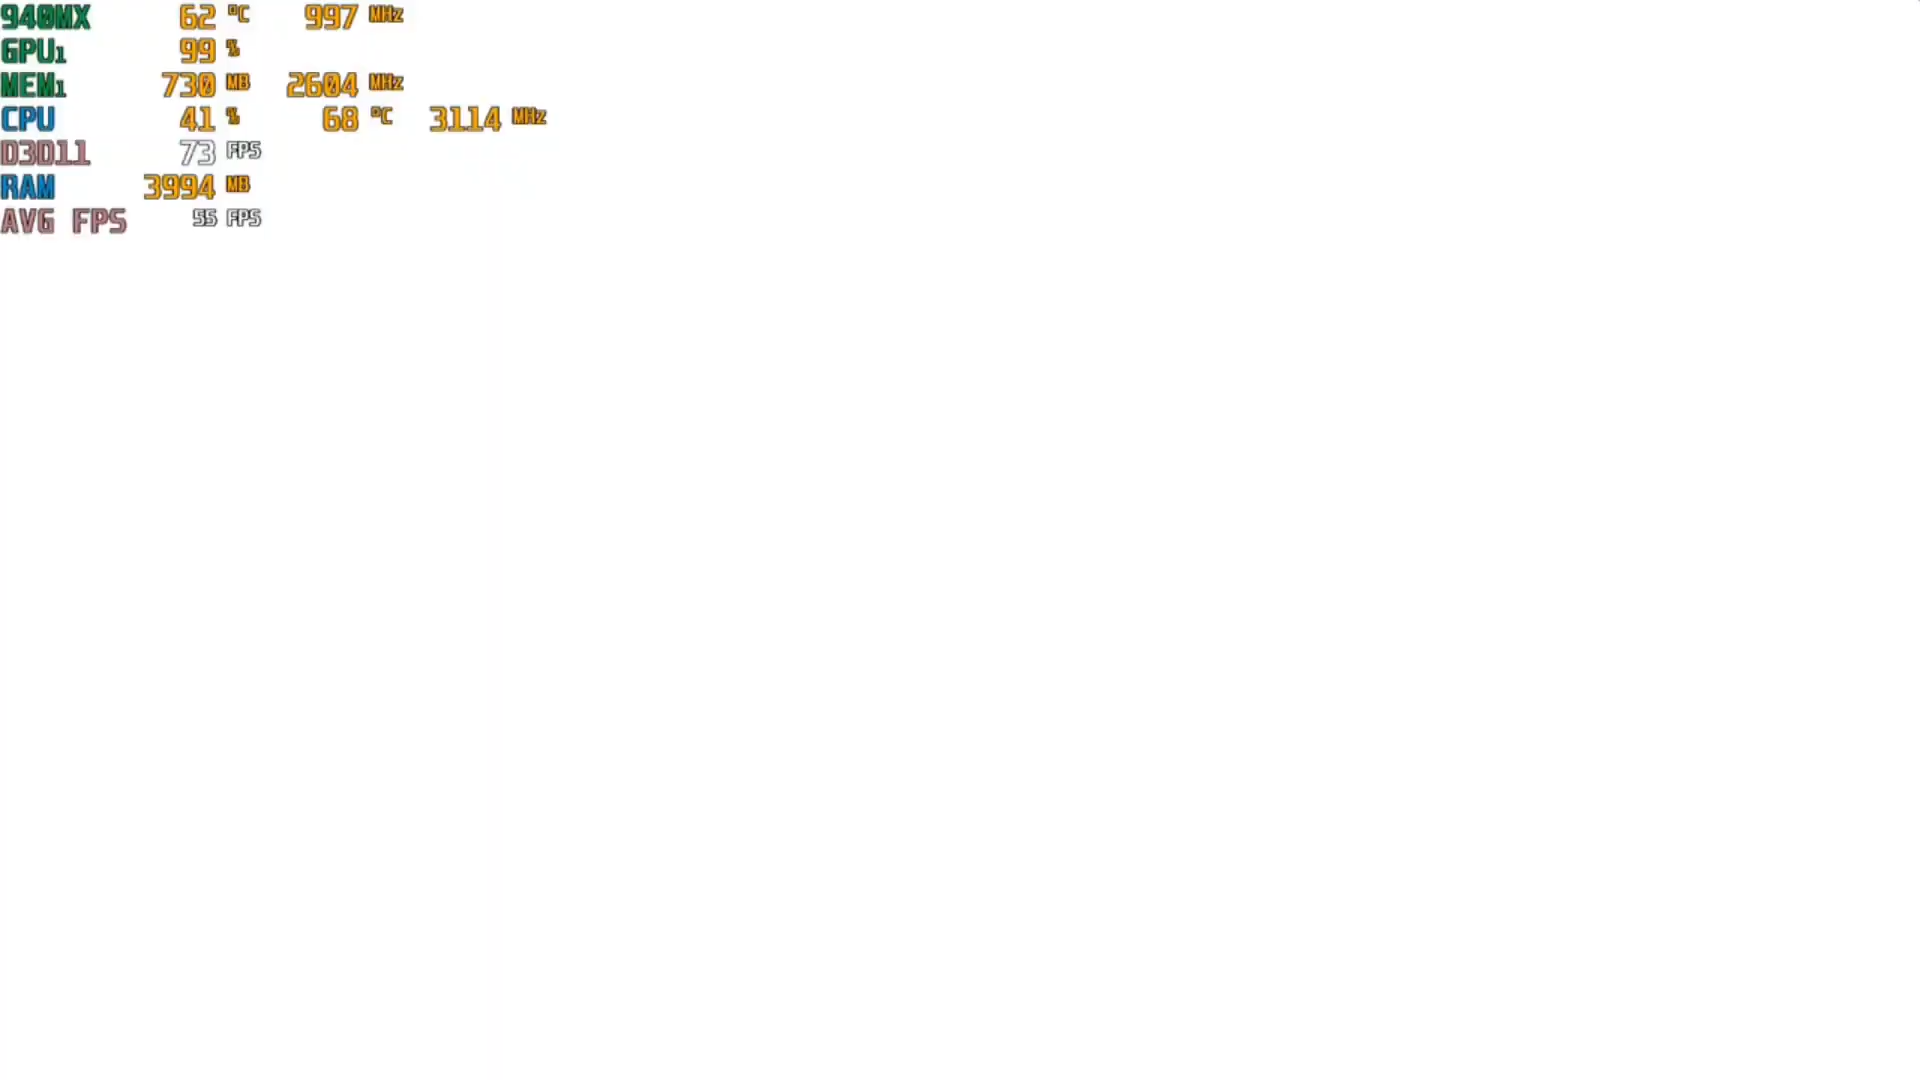 940MX 62 °C 997 MHz
GPU1 99 %
MEM1 730 MB 2604 MHz
CPU 41 % 68 °C 3114 MHz
D3D11 73 FPS
RAM 3994 MB
AVG FPS 55 FPS